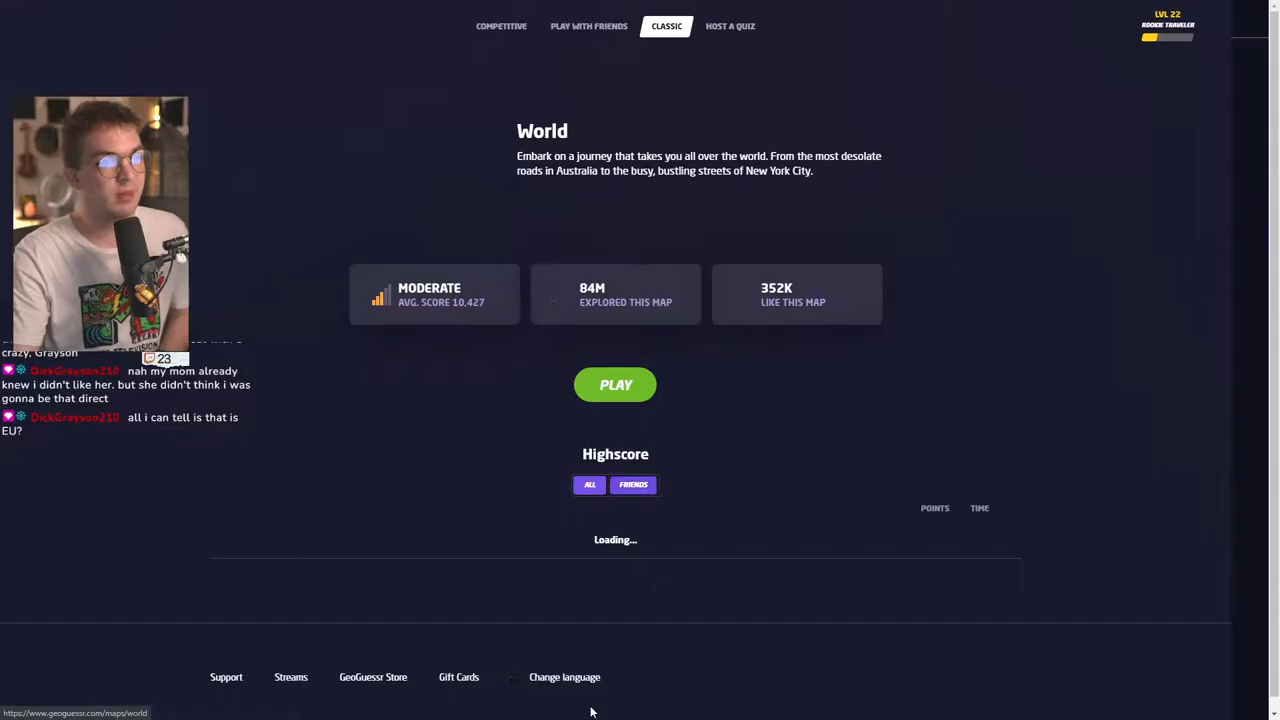 COMPETITIVE
PLAY WITH FRIENDS
CLASSIC
HOST A QUIZ
LVL 22
ROOKIE TRAVELER
World
Embark on a journey that takes you all over the world. From the most desolate
roads in Australia to the busy, bustling streets of New York City.
MODERATE
AVG. SCORE 10,427
84M
EXPLORED THIS MAP
352K
LIKE THIS MAP
crazy, Grayson
23
DickGrayson210 nah my mom already
knew i didn't like her. but she didn't think i was
gonna be that direct
DickGrayson210 all i can tell is that is
EU?
PLAY
Highscore
ALL
FRIENDS
POINTS
TIME
Loading...
Support
Streams
GeoGuessr Store
Gift Cards
Change language
https://www.geoguessr.com/maps/world